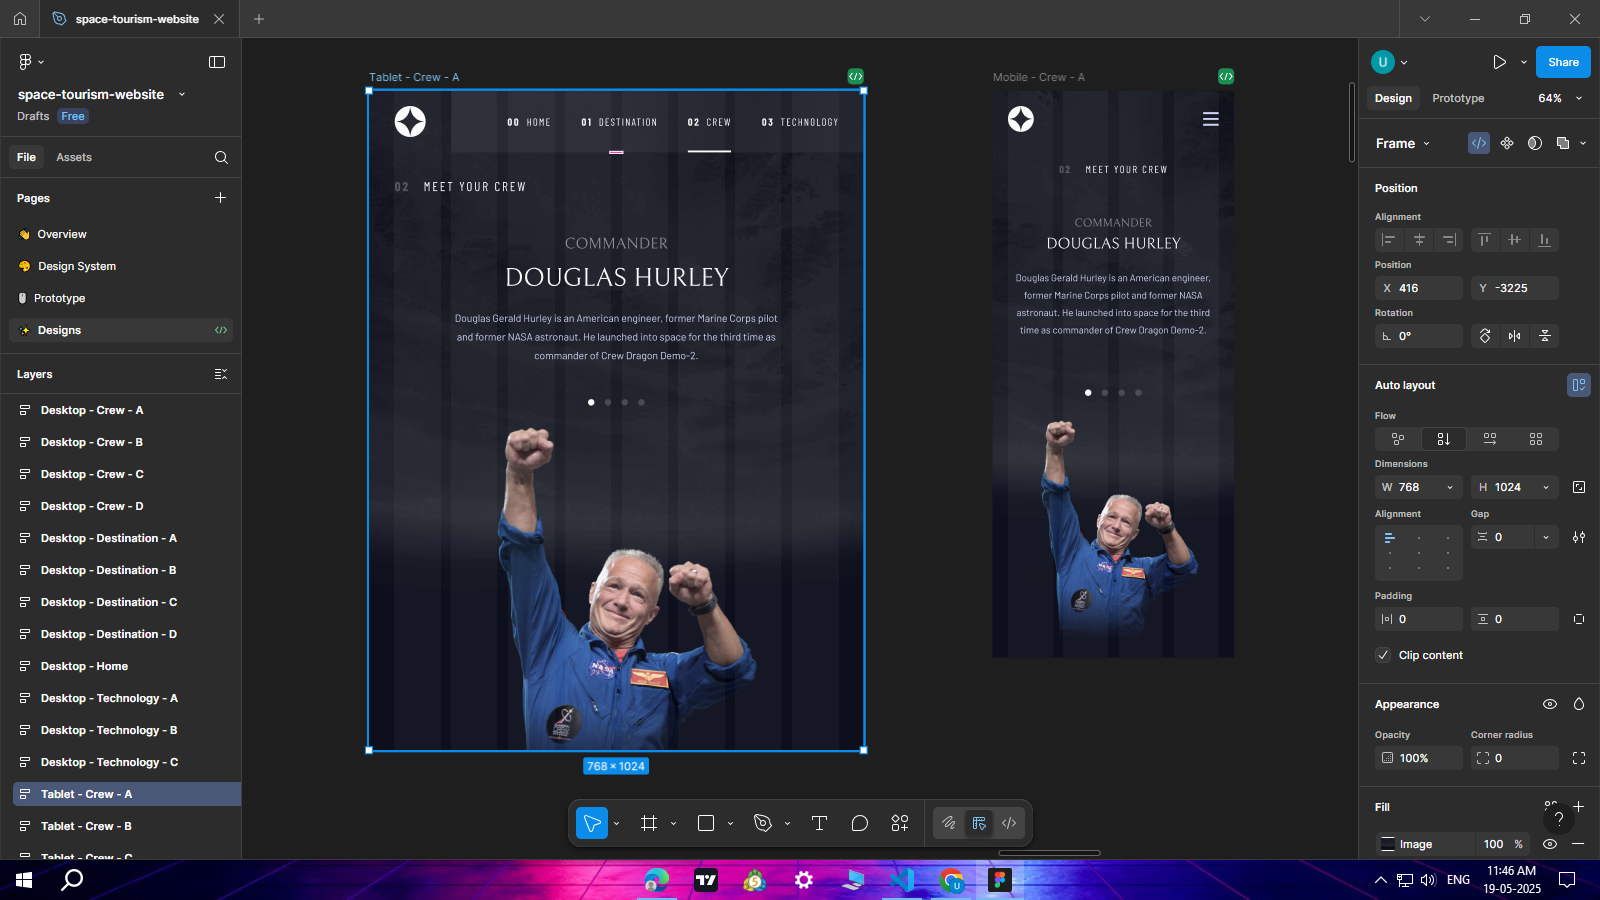 space-tourism-website
space-tourism-website
Drafts
Free
File
Assets
Pages
Overview
Design System
Prototype
Designs
Layers
Desktop - Crew - A
Desktop - Crew - B
Desktop - Crew - C
Desktop - Crew - D
Desktop - Destination - A
Desktop - Destination - B
Desktop - Destination - C
Desktop - Destination - D
Desktop - Home
Desktop - Technology - A
Desktop - Technology - B
Desktop - Technology - C
Tablet - Crew - A
Tablet - Crew - B
Tablet - Crew - C
Tablet - Crew - A
00 HOME
01 DESTINATION
02 CREW
03 TECHNOLOGY
02 MEET YOUR CREW
COMMANDER
DOUGLAS HURLEY
Douglas Gerald Hurley is an American engineer, former Marine Corps pilot
and former NASA astronaut. He launched into space for the third time as
commander of Crew Dragon Demo-2.
NASA
768 × 1024
Mobile - Crew - A
02 MEET YOUR CREW
COMMANDER
DOUGLAS HURLEY
Douglas Gerald Hurley is an American engineer,
former Marine Corps pilot and former NASA
astronaut. He launched into space for the third
time as commander of Crew Dragon Demo-2.
U
Share
Design
Prototype
64%
Frame
Position
Alignment
Position
X 416
Y -3225
Rotation
0°
Auto layout
Flow
Dimensions
W 768
H 1024
Alignment
Gap
0
Padding
0
0
Clip content
Appearance
Opacity
Corner radius
100%
0
Fill
?
Image
100 %
U
ENG
11:46 AM
19-05-2025